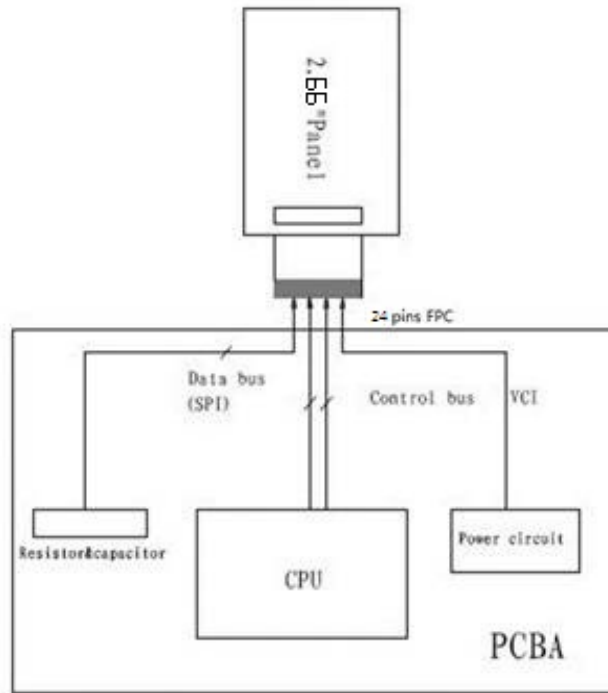 2.66"Panel
24 pins FPC
Data bus
(SPI)
Control bus
VCI
Resistor&capacitor
CPU
Power circuit
PCBA